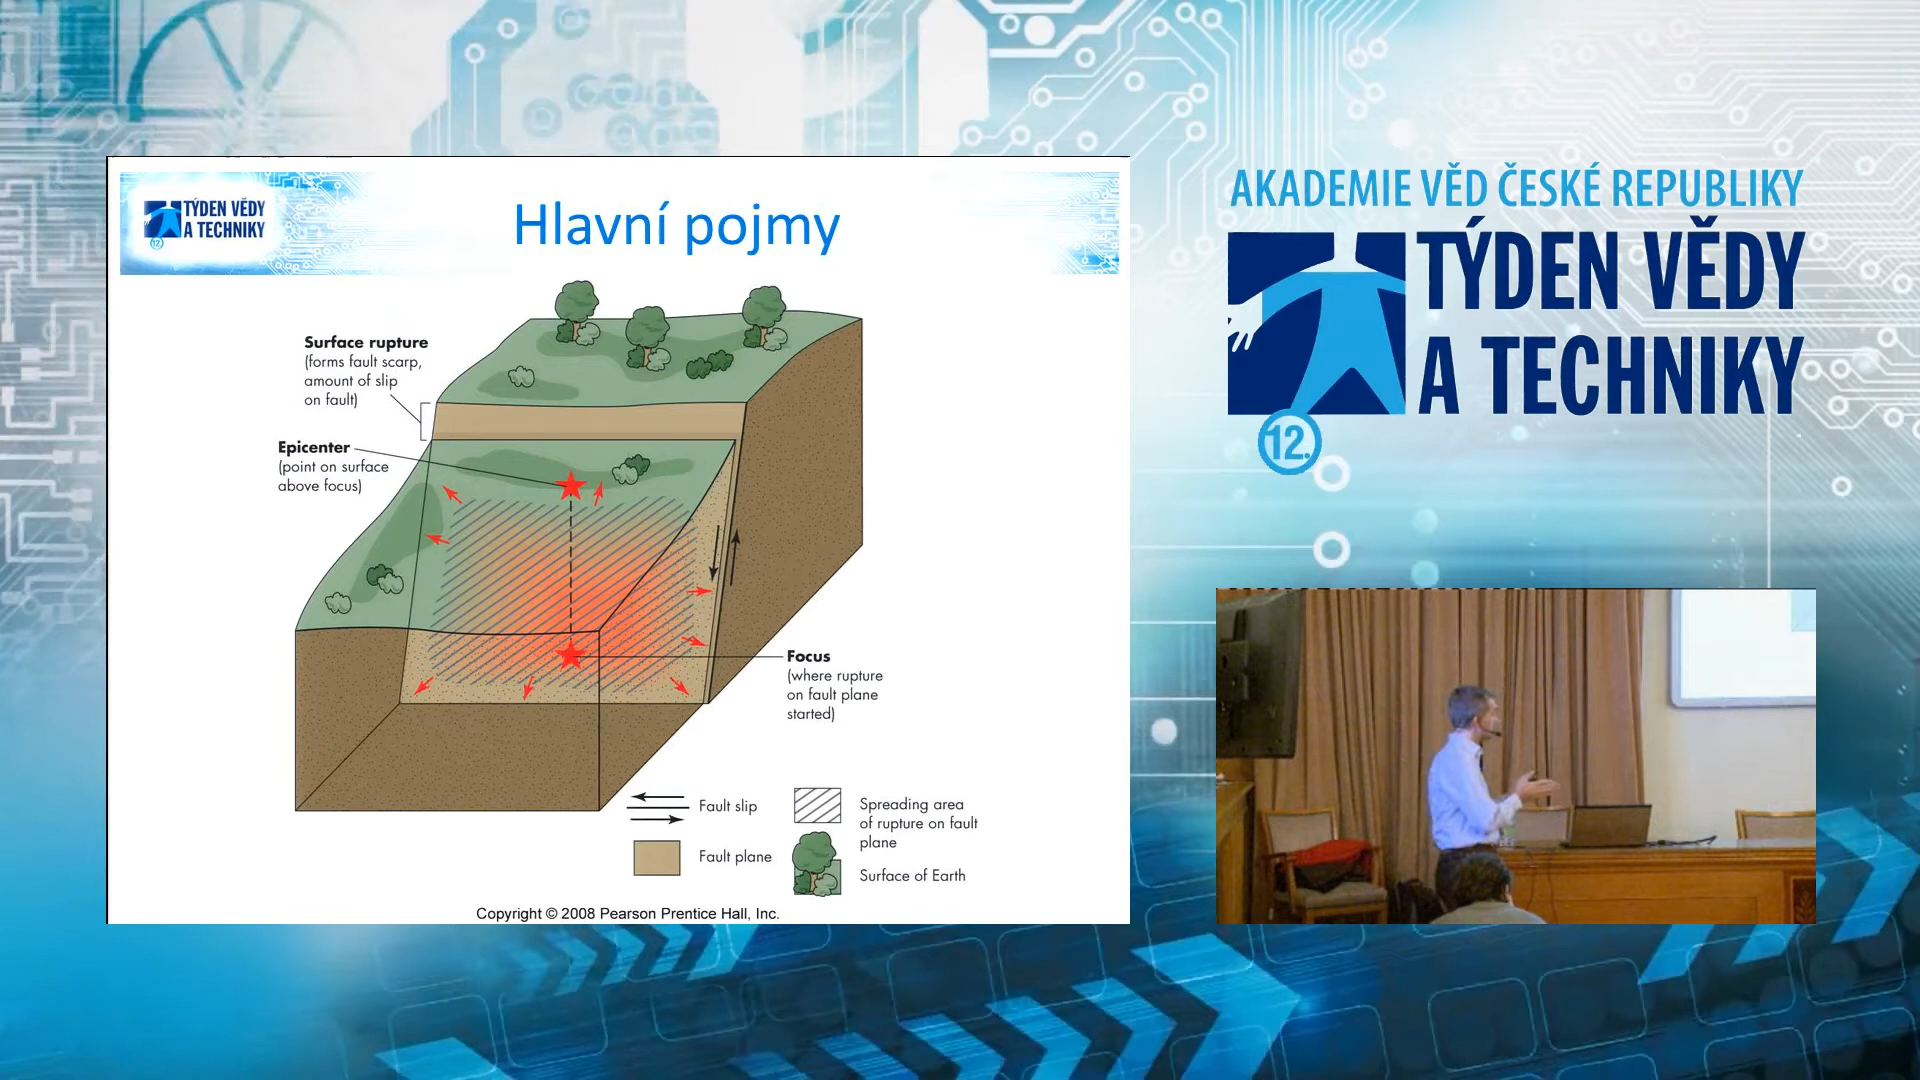 TÝDEN VĚDY
A TECHNIKY
12.
Hlavní pojmy
Surface rupture
(forms fault scarp,
amount of slip
on fault)
Epicenter
(point on surface
above focus)
Focus
(where rupture
on fault plane
started)
Fault slip
Fault plane
Spreading area
of rupture on fault
plane
Surface of Earth
Copyright © 2008 Pearson Prentice Hall, Inc.
AKADEMIE VĚD ČESKÉ REPUBLIKY
TÝDEN VĚDY
A TECHNIKY
12.